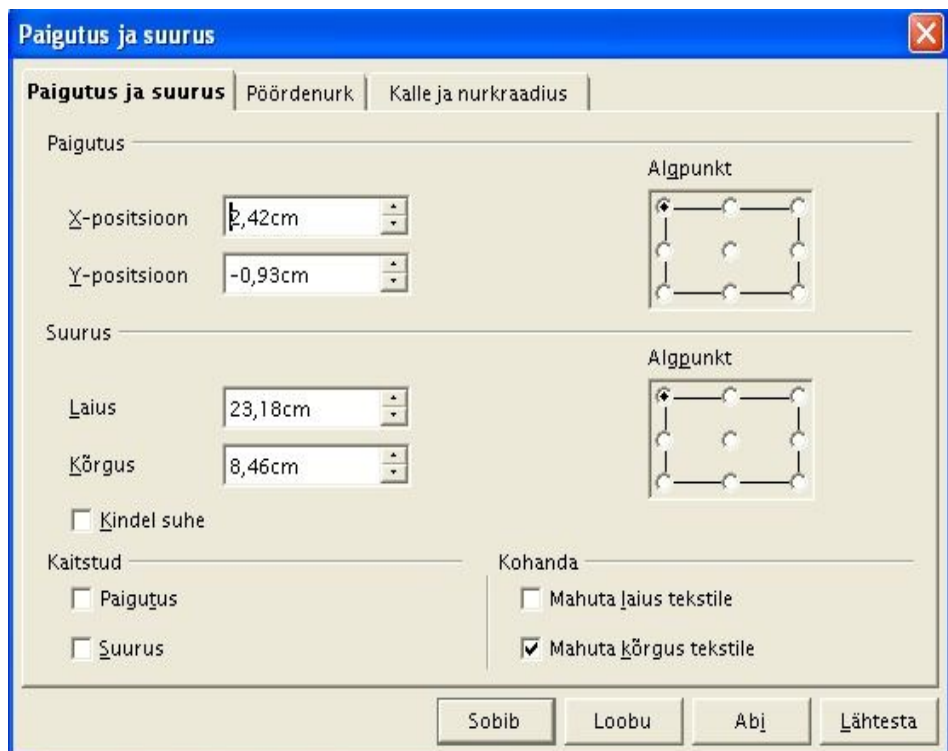 Paigutus ja suurus
Paigutus ja suurus Pöördenurk Kalle ja nurkraadius
Paigutus
Algpunkt
X-positsioon 2,42cm
Y-positsioon -0,93cm
Suurus
Algpunkt
Laius 23,18cm
Kõrgus 8,46cm
Kindel suhe
Kaitstud Kohanda
Paigutus Mahuta laius tekstile
Suurus Mahuta kõrgus tekstile
Sobib Loobu Abi Lähtesta